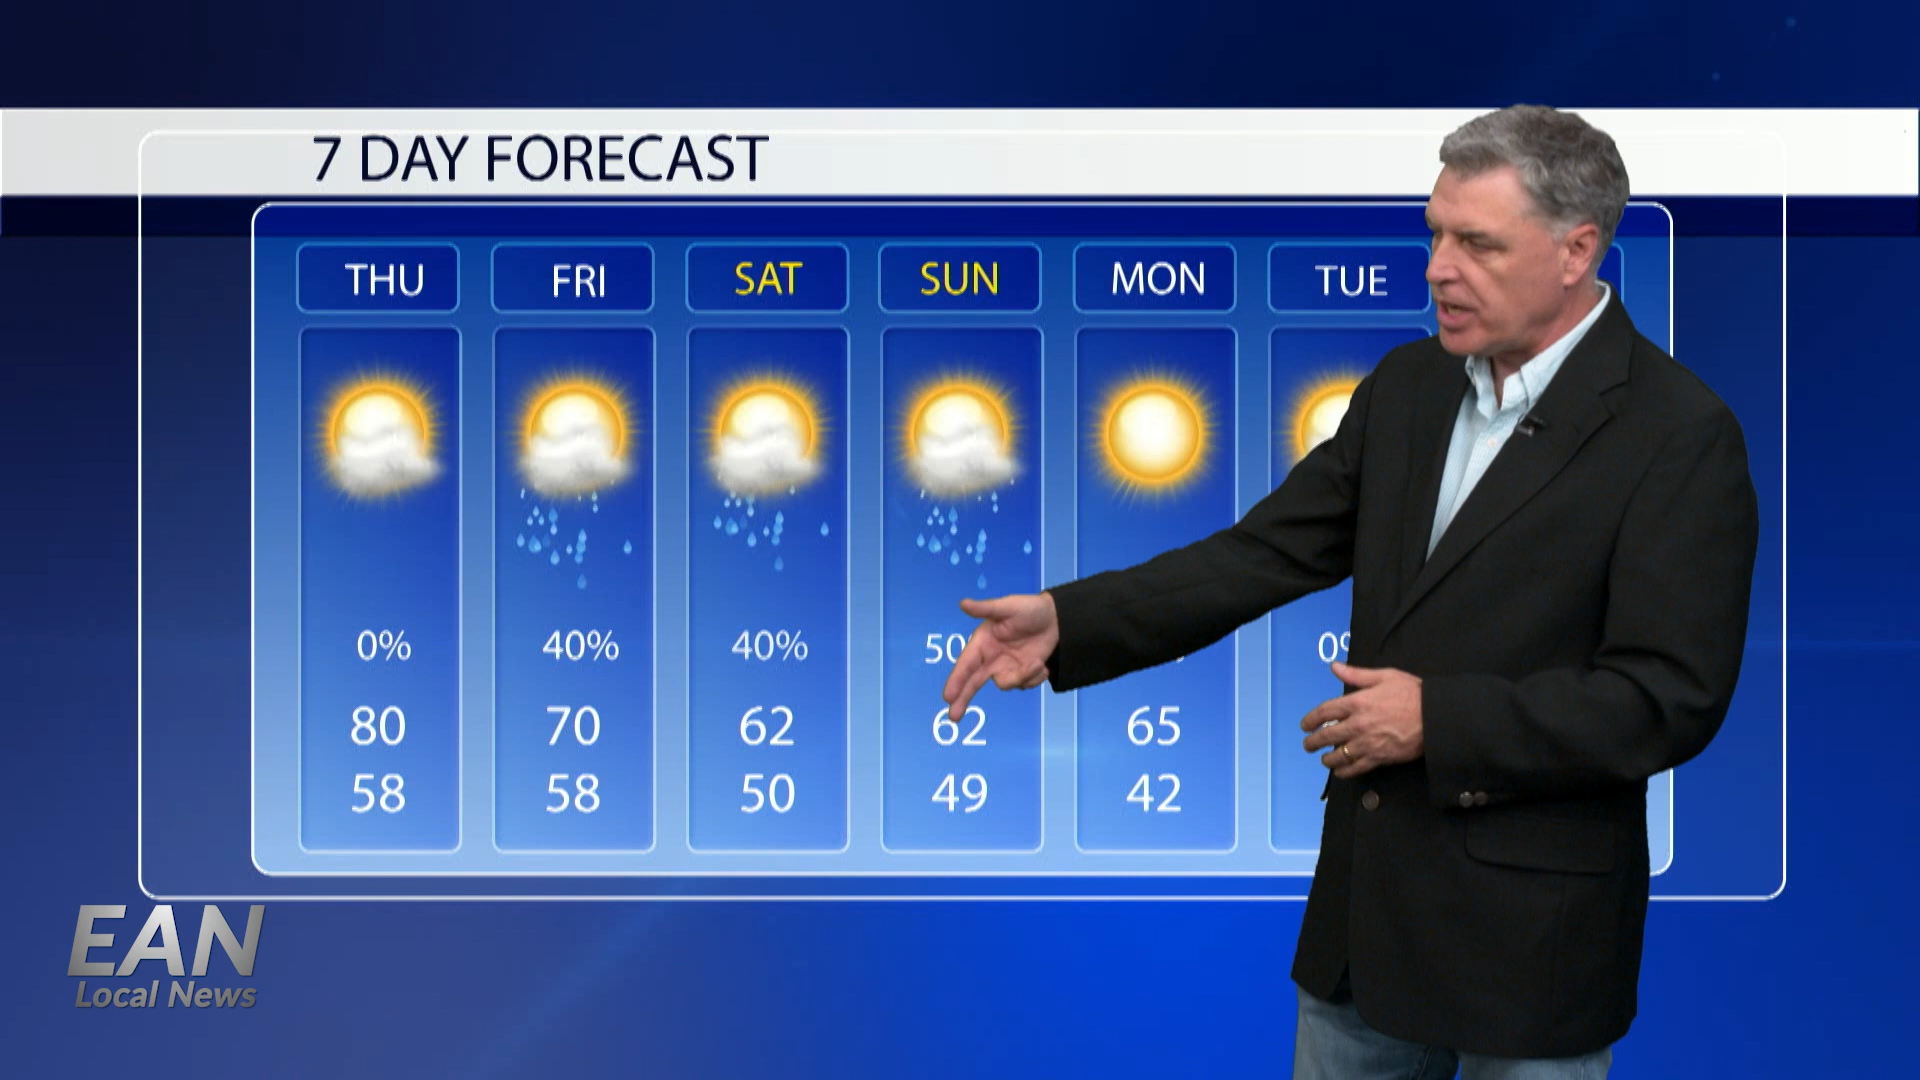 7 DAY FORECAST
THU FRI SAT SUN MON TUE
0% 40% 40%
80 70 62 62 65
58 58 50 49 42
EAN
Local News